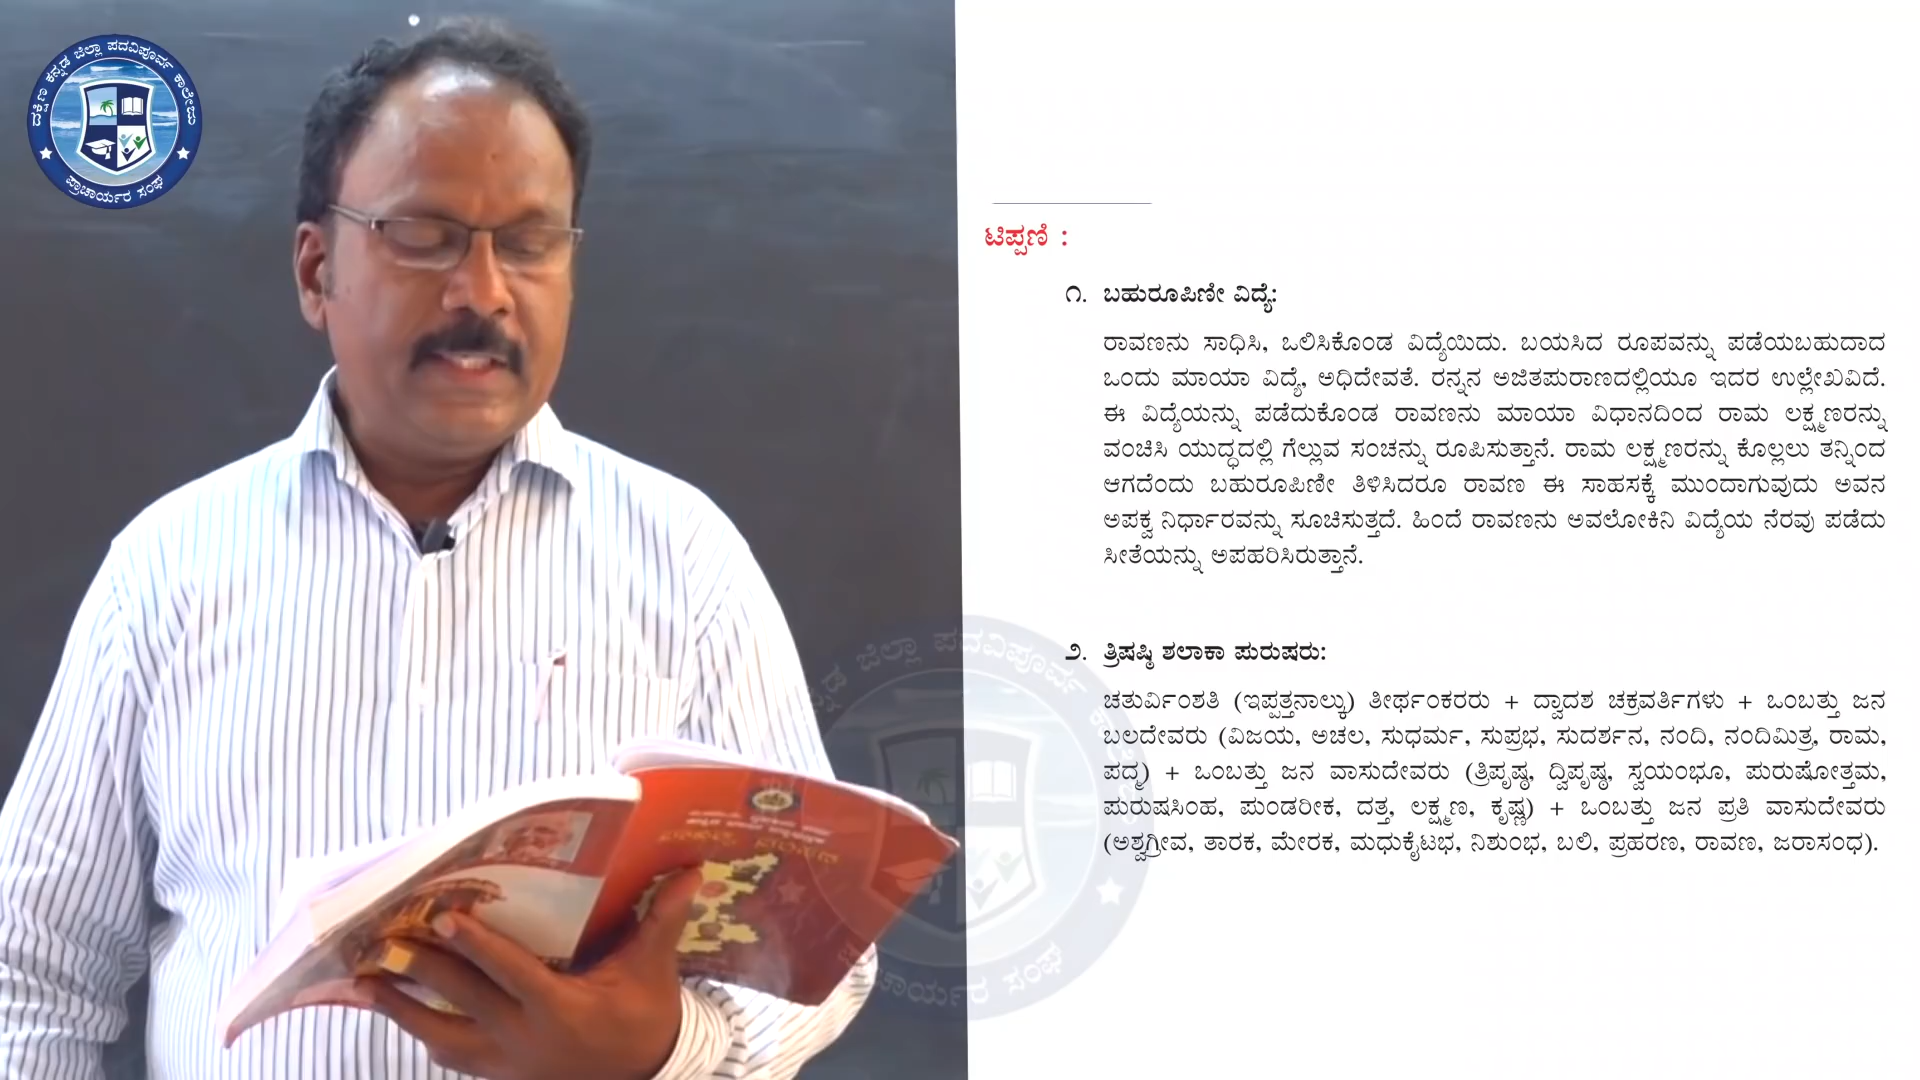 ದಕ್ಷಿಣ ಕನ್ನಡ ಜಿಲ್ಲಾ ಪದವಿಪೂರ್ವ ಕಾಲೇಜು
ಪ್ರಾಚಾರ್ಯರ ಸಂಘ
ಟಿಪ್ಪಣಿ :
೧. ಬಹುರೂಪಿಣೀ ವಿದ್ಯೆ:
ರಾವಣನು ಸಾಧಿಸಿ, ಒಲಿಸಿಕೊಂಡ ವಿದ್ಯೆಯಿದು. ಬಯಸಿದ ರೂಪವನ್ನು ಪಡೆಯಬಹುದಾದ
ಒಂದು ಮಾಯಾ ವಿದ್ಯೆ, ಅಧಿದೇವತೆ. ರನ್ನನ ಅಜಿತಪುರಾಣದಲ್ಲಿಯೂ ಇದರ ಉಲ್ಲೇಖವಿದೆ.
ಈ ವಿದ್ಯೆಯನ್ನು ಪಡೆದುಕೊಂಡ ರಾವಣನು ಮಾಯಾ ವಿಧಾನದಿಂದ ರಾಮ ಲಕ್ಷ್ಮಣರನ್ನು
ವಂಚಿಸಿ ಯುದ್ಧದಲ್ಲಿ ಗೆಲ್ಲುವ ಸಂಚನ್ನು ರೂಪಿಸುತ್ತಾನೆ. ರಾಮ ಲಕ್ಷ್ಮಣರನ್ನು ಕೊಲ್ಲಲು ತನ್ನಿಂದ
ಆಗದೆಂದು ಬಹುರೂಪಿಣೀ ತಿಳಿಸಿದರೂ ರಾವಣ ಈ ಸಾಹಸಕ್ಕೆ ಮುಂದಾಗುವುದು ಅವನ
ಅಪಕ್ವ ನಿರ್ಧಾರವನ್ನು ಸೂಚಿಸುತ್ತದೆ. ಹಿಂದೆ ರಾವಣನು ಅವಲೋಕಿನಿ ವಿದ್ಯೆಯ ನೆರವು ಪಡೆದು
ಸೀತೆಯನ್ನು ಅಪಹರಿಸಿರುತ್ತಾನೆ.
೨. ತ್ರಿಷಷ್ಠಿ ಶಲಾಕಾ ಪುರುಷರು:
ಚತುರ್ವಿಂಶತಿ (ಇಪ್ಪತ್ತನಾಲ್ಕು) ತೀರ್ಥಂಕರರು + ದ್ವಾದಶ ಚಕ್ರವರ್ತಿಗಳು + ಒಂಬತ್ತು ಜನ
ಬಲದೇವರು (ವಿಜಯ, ಅಚಲ, ಸುಧರ್ಮ, ಸುಪ್ರಭ, ಸುದರ್ಶನ, ನಂದಿ, ನಂದಿಮಿತ್ರ, ರಾಮ,
ಪದ್ಮ) + ಒಂಬತ್ತು ಜನ ವಾಸುದೇವರು (ತ್ರಿಪೃಷ್ಠ, ದ್ವಿಪೃಷ್ಠ, ಸ್ವಯಂಭೂ, ಪುರುಷೋತ್ತಮ,
ಪುರುಷಸಿಂಹ, ಪುಂಡರೀಕ, ದತ್ತ, ಲಕ್ಷ್ಮಣ, ಕೃಷ್ಣ) + ಒಂಬತ್ತು ಜನ ಪ್ರತಿ ವಾಸುದೇವರು
(ಅಶ್ವಗ್ರೀವ, ತಾರಕ, ಮೇರಕ, ಮಧುಕೈಟಭ, ನಿಶುಂಭ, ಬಲಿ, ಪ್ರಹರಣ, ರಾವಣ, ಜರಾಸಂಧ).